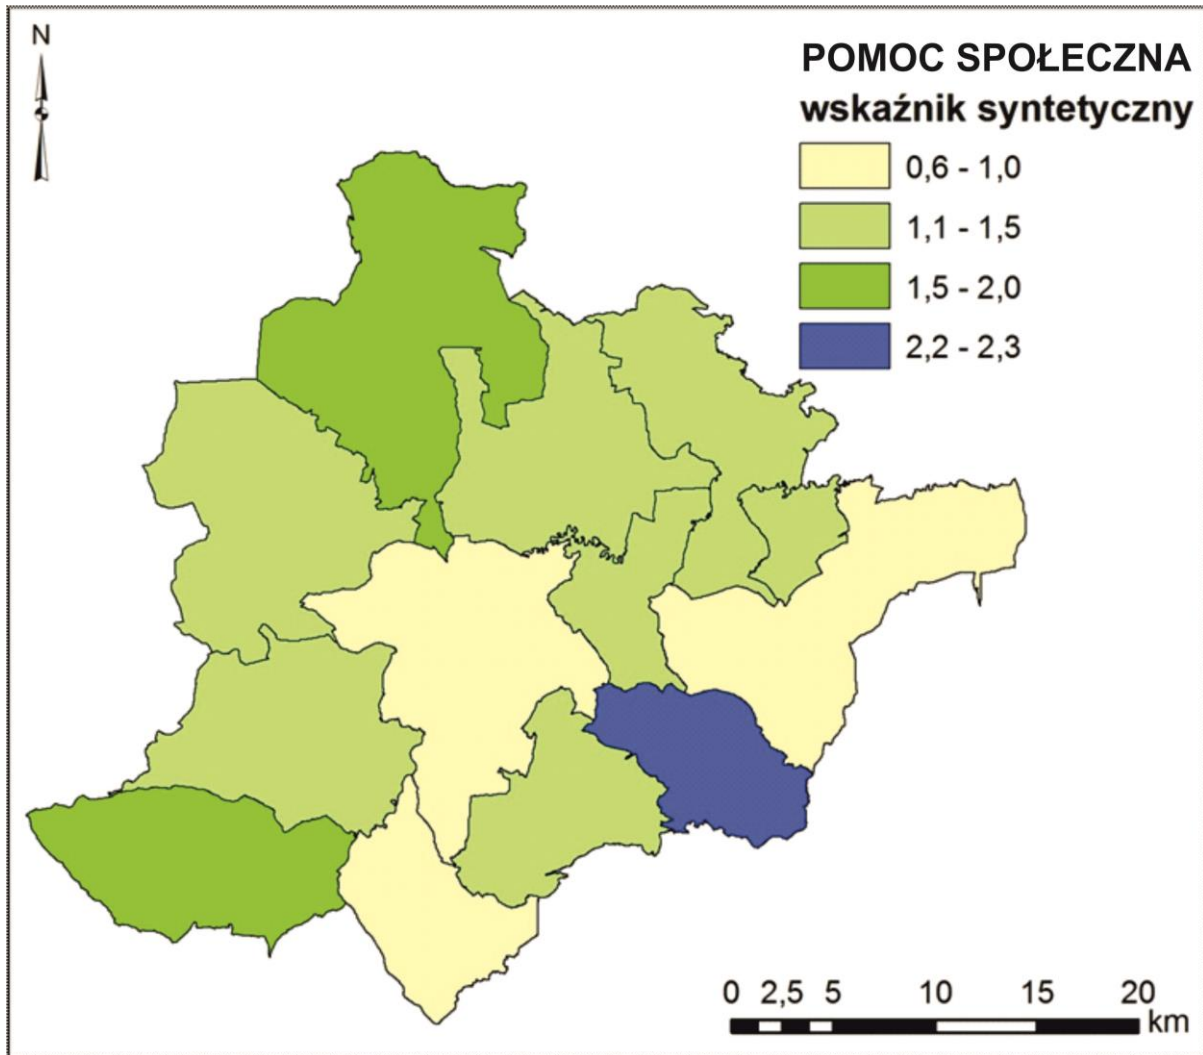 N
POMOC SPOŁECZNA
wskaźnik syntetyczny
0,6 - 1,0
1,1 - 1,5
1,5 - 2,0
2,2 - 2,3
0 2,5 5 10 15 20
km